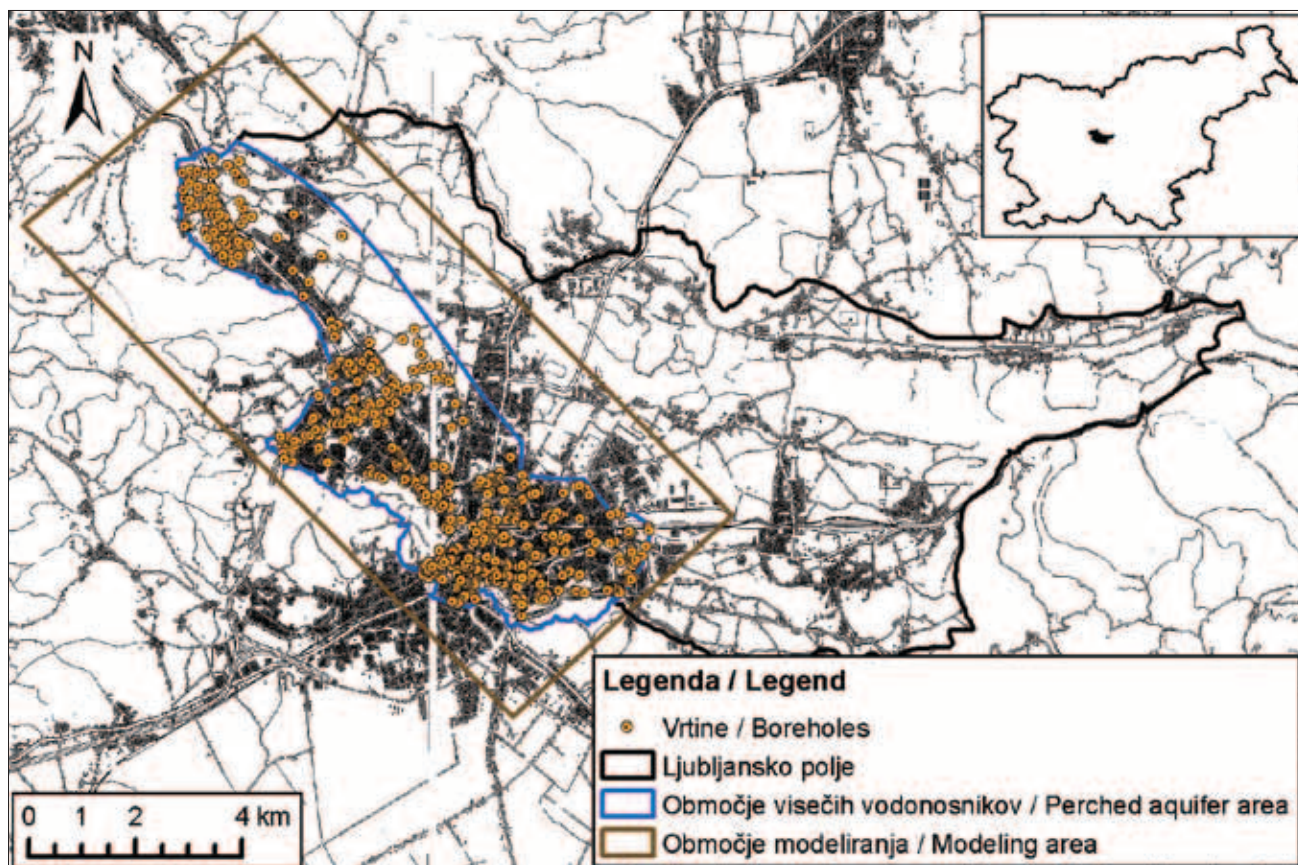 N
Legenda / Legend
Vrtine / Boreholes
Ljubljansko polje
Območje visečih vodonosnikov / Perched aquifer area
Območje modeliranja / Modeling area
0 1 2 4 km